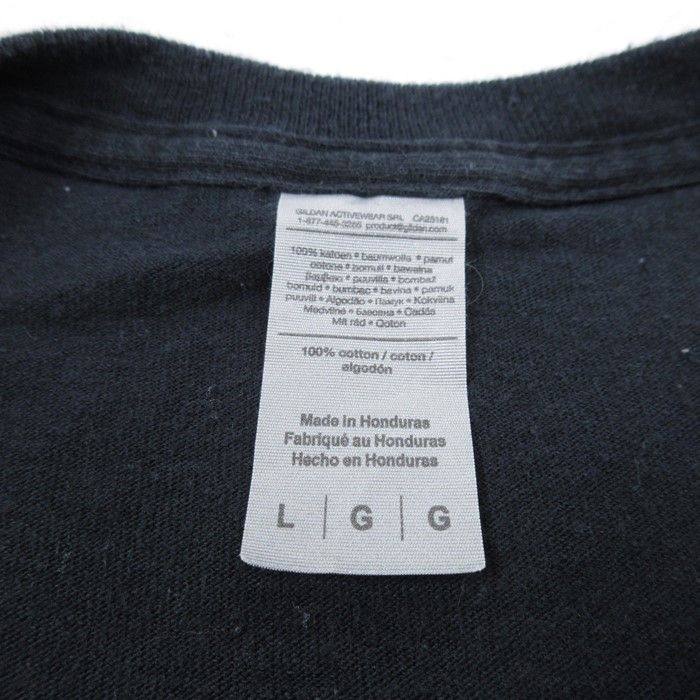 GILDAN ACTIVEWEAR SRL CA25181
1-877-445-3265 product@gildan.com
100% katoen • baumwolla • pamut
cotone • bomull • bawełna
βαμβάκι • puuvilla • bombaž
bomuld • bumbac • bavlna • pamuk
puuvill • Algodão • Памук • Kokvilna
Medvilnė • Бавовна • Cadás
Mit rád • Qoton
100% cotton / coton /
algodón
Made in Honduras
Fabriqué au Honduras
Hecho en Honduras
L | G | G